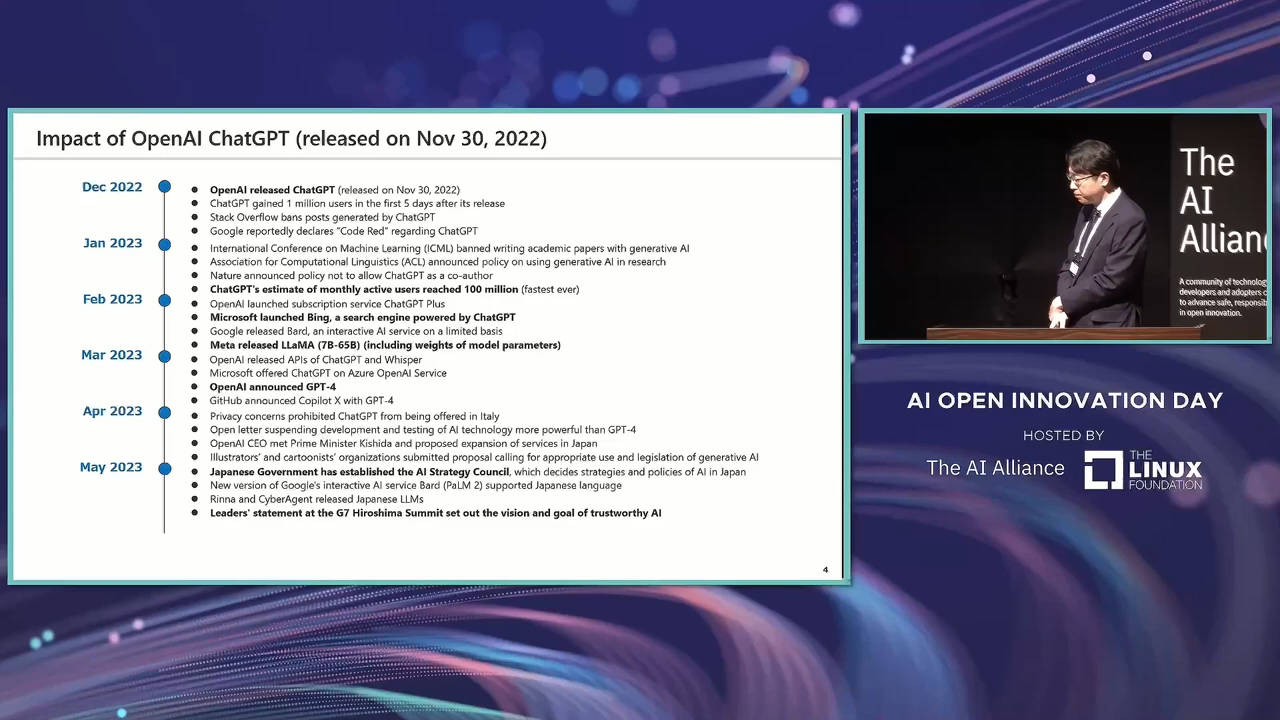 Impact of OpenAI ChatGPT (released on Nov 30, 2022)
Dec 2022
OpenAI released ChatGPT (released on Nov 30, 2022)
ChatGPT gained 1 million users in the first 5 days after its release
Stack Overflow bans posts generated by ChatGPT
Google reportedly declares "Code Red" regarding ChatGPT
Jan 2023
International Conference on Machine Learning (ICML) banned writing academic papers with generative AI
Association for Computational Linguistics (ACL) announced policy on using generative AI in research
Nature announced policy not to allow ChatGPT as a co-author
Feb 2023
ChatGPT's estimate of monthly active users reached 100 million (fastest ever)
OpenAI launched subscription service ChatGPT Plus
Microsoft launched Bing, a search engine powered by ChatGPT
Google released Bard, an interactive AI service on a limited basis
Mar 2023
Meta released LLaMA (7B-65B) (including weights of model parameters)
OpenAI released APIs of ChatGPT and Whisper
Microsoft offered ChatGPT on Azure OpenAI Service
OpenAI announced GPT-4
GitHub announced Copilot X with GPT-4
Apr 2023
Privacy concerns prohibited ChatGPT from being offered in Italy
Open letter suspending development and testing of AI technology more powerful than GPT-4
OpenAI CEO met Prime Minister Kishida and proposed expansion of services in Japan
Illustrators' and cartoonists' organizations submitted proposal calling for appropriate use and legislation of generative AI
May 2023
Japanese Government has established the AI Strategy Council, which decides strategies and policies of AI in Japan
New version of Google's interactive AI service Bard (PaLM 2) supported Japanese language
Rinna and CyberAgent released Japanese LLMs
Leaders' statement at the G7 Hiroshima Summit set out the vision and goal of trustworthy AI
4
The
AI
Allian
A community of technolog
developers and adopters c
to advance safe, responsib
in open innovation.
AI OPEN INNOVATION DAY
HOSTED BY
The AI Alliance
THE
LINUX
FOUNDATION